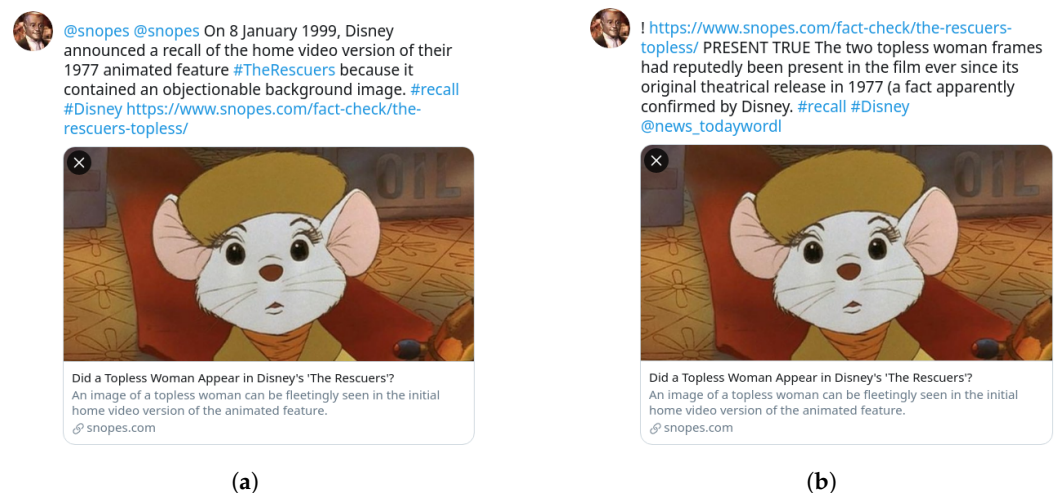 @snopes @snopes On 8 January 1999, Disney
announced a recall of the home video version of their
1977 animated feature #TheRescuers because it
contained an objectionable background image. #recall
#Disney https://www.snopes.com/fact-check/the-
rescuers-topless/
OIL
Did a Topless Woman Appear in Disney's 'The Rescuers'?
An image of a topless woman can be fleetingly seen in the initial
home video version of the animated feature.
snopes.com
(a)
! https://www.snopes.com/fact-check/the-rescuers-
topless/ PRESENT TRUE The two topless woman frames
had reputedly been present in the film ever since its
original theatrical release in 1977 (a fact apparently
confirmed by Disney. #recall #Disney
@news_todaywordl
OIL
Did a Topless Woman Appear in Disney's 'The Rescuers'?
An image of a topless woman can be fleetingly seen in the initial
home video version of the animated feature.
snopes.com
(b)